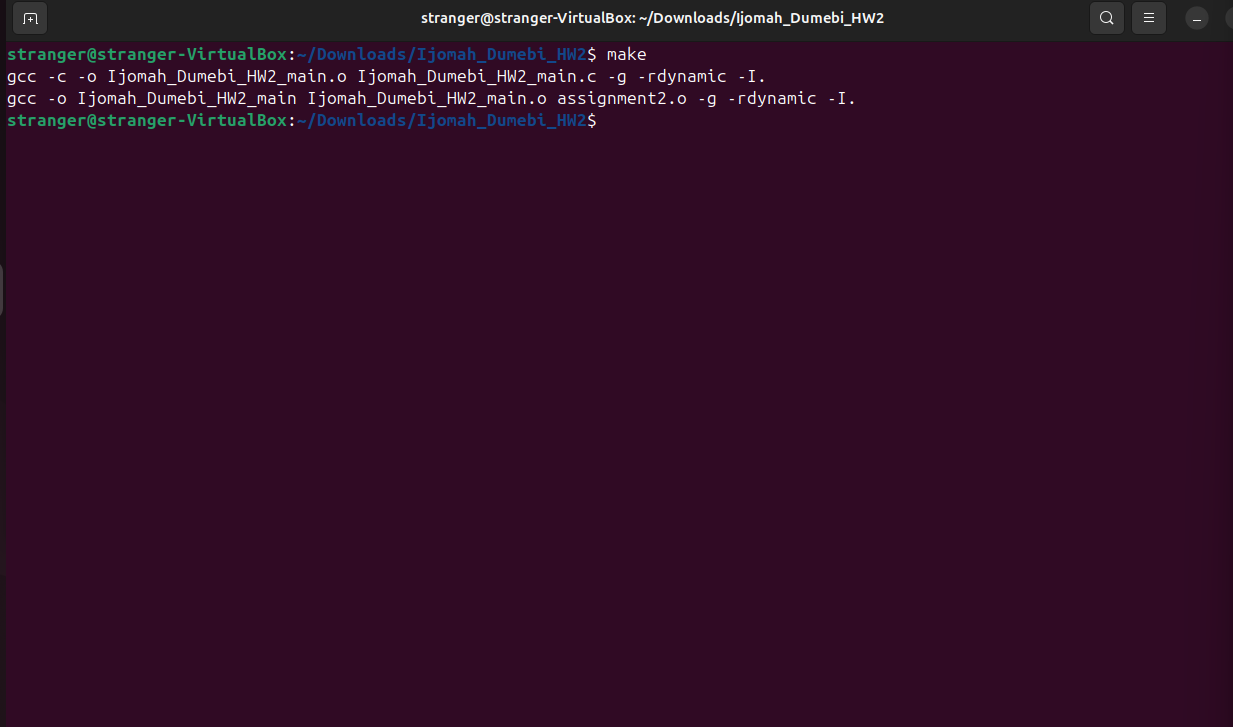 stranger@stranger-VirtualBox: ~/Downloads/Ijomah_Dumebi_HW2
stranger@stranger-VirtualBox:~/Downloads/Ijomah_Dumebi_HW2$ make
gcc -c -o Ijomah_Dumebi_HW2_main.o Ijomah_Dumebi_HW2_main.c -g -rdynamic -I.
gcc -o Ijomah_Dumebi_HW2_main Ijomah_Dumebi_HW2_main.o assignment2.o -g -rdynamic -I.
stranger@stranger-VirtualBox:~/Downloads/Ijomah_Dumebi_HW2$